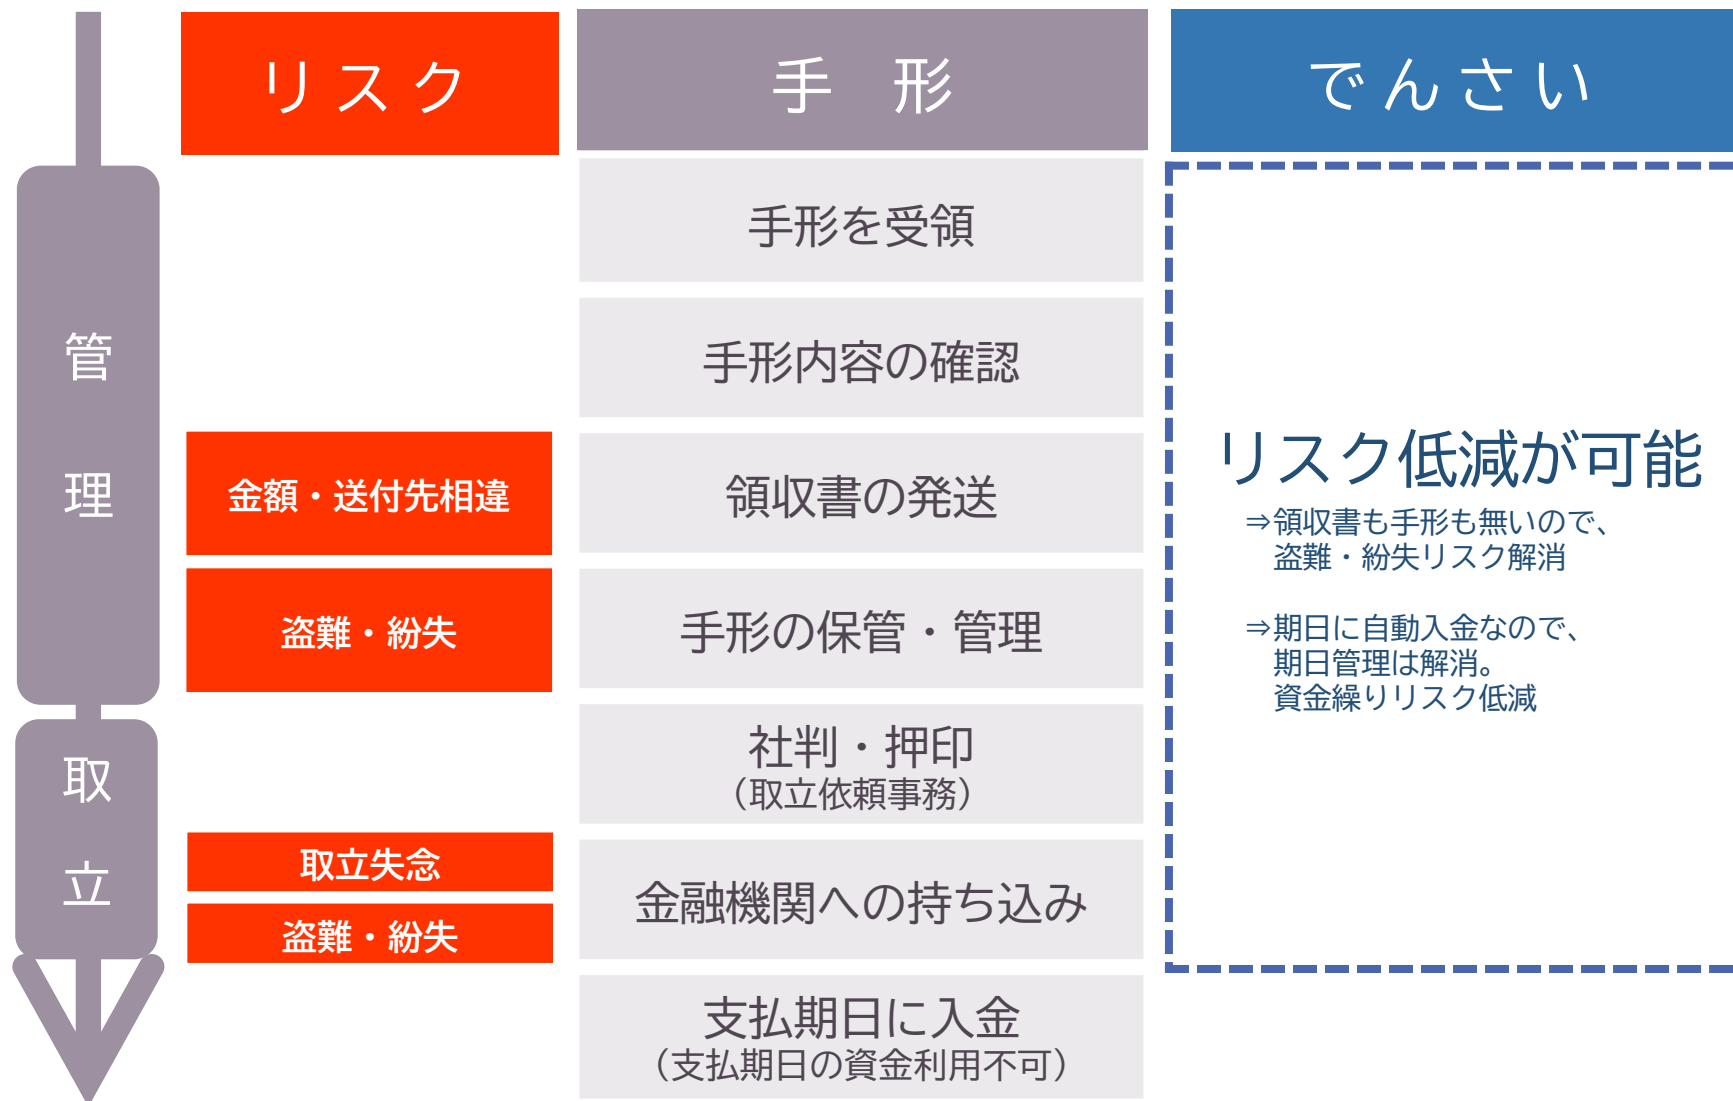 リスク
手　形
でんさい
管理
手形を受領
手形内容の確認
金額・送付先相違
領収書の発送
盗難・紛失
手形の保管・管理
リスク低減が可能
⇒領収書も手形も無いので、
盗難・紛失リスク解消
⇒期日に自動入金なので、
期日管理は解消。
資金繰りリスク低減
取立
社判・押印
（取立依頼事務）
取立失念
盗難・紛失
金融機関への持ち込み
支払期日に入金
（支払期日の資金利用不可）